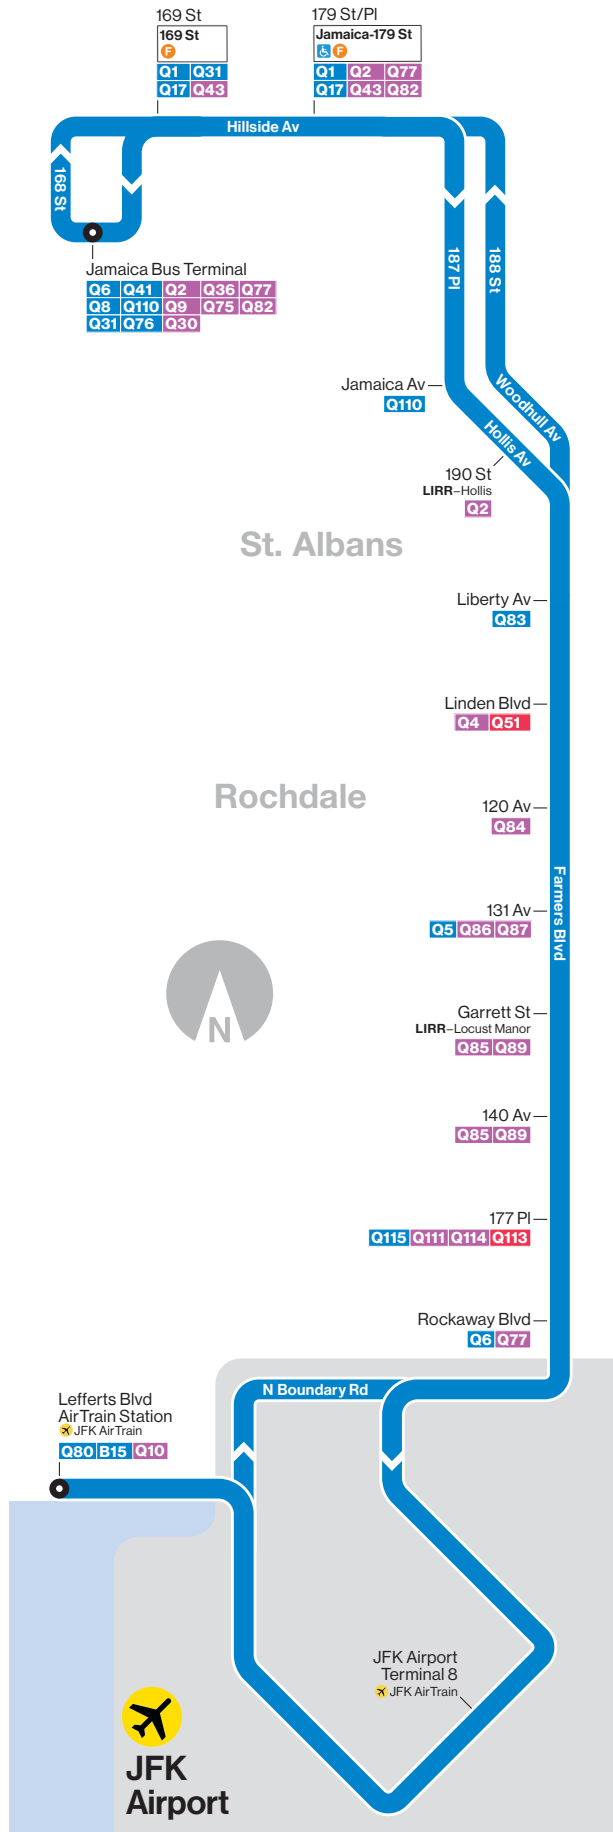 169 St
169 St
F
Q1 Q31
Q17 Q43
179 St/Pl
Jamaica-179 St
F
Q1 Q2 Q77
Q17 Q43 Q82
Hillside Av
168 St
187 Pl
188 St
Jamaica Bus Terminal
Q6 Q41 Q2 Q36 Q77
Q8 Q110 Q9 Q75 Q82
Q31 Q76 Q30
Jamaica Av
Q110
Woodhull Av
Hollis Av
190 St
LIRR–Hollis
Q2
St. Albans
Liberty Av
Q83
Linden Blvd
Q4 Q51
Rochdale
120 Av
Q84
Farmers Blvd
131 Av
Q5 Q86 Q87
N
Garrett St
LIRR–Locust Manor
Q85 Q89
140 Av
Q85 Q89
177 Pl
Q115 Q111 Q114 Q113
Rockaway Blvd
Q6 Q77
N Boundary Rd
Lefferts Blvd
AirTrain Station
JFK AirTrain
Q80 B15 Q10
JFK Airport
Terminal 8
JFK AirTrain
JFK
Airport